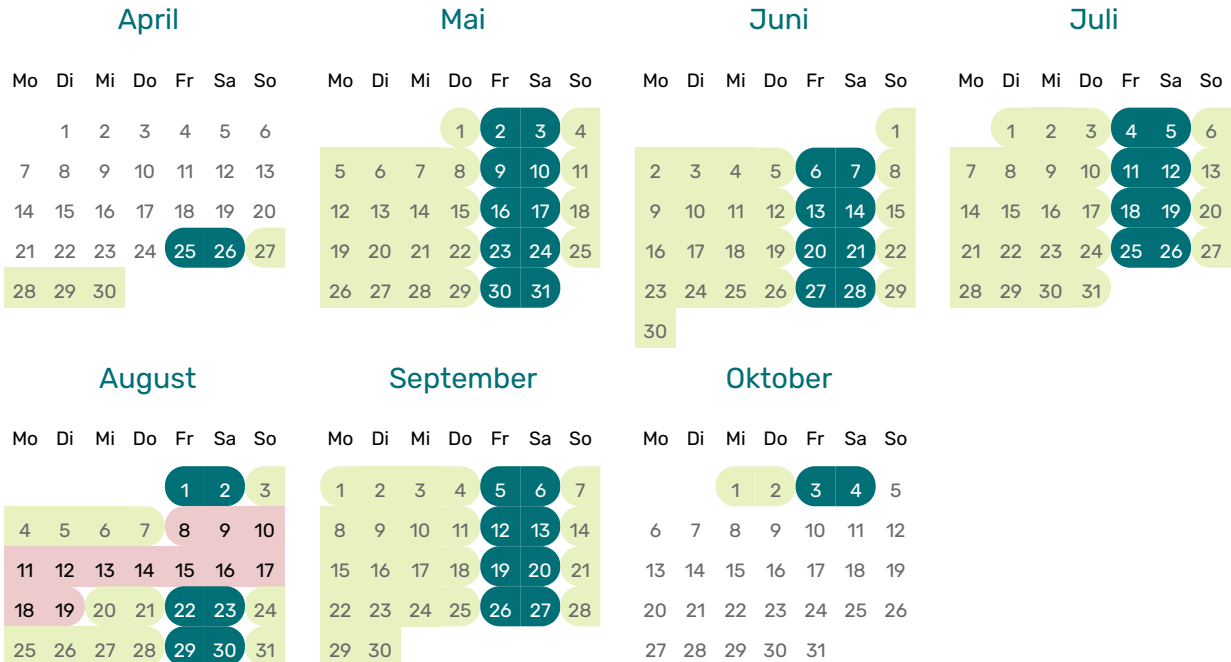 April Mai Juni Juli
Mo Di Mi Do Fr Sa So Mo Di Mi Do Fr Sa So Mo Di Mi Do Fr Sa So Mo Di Mi Do Fr Sa So
1 2 3 4 5 6 1 2 3 4 1 1 2 3 4 5 6
7 8 9 10 11 12 13 5 6 7 8 9 10 11 2 3 4 5 6 7 8 7 8 9 10 11 12 13
14 15 16 17 18 19 20 12 13 14 15 16 17 18 9 10 11 12 13 14 15 14 15 16 17 18 19 20
21 22 23 24 25 26 27 19 20 21 22 23 24 25 16 17 18 19 20 21 22 21 22 23 24 25 26 27
28 29 30 26 27 28 29 30 31 23 24 25 26 27 28 29 28 29 30 31
30
August September Oktober
Mo Di Mi Do Fr Sa So Mo Di Mi Do Fr Sa So Mo Di Mi Do Fr Sa So
1 2 3 1 2 3 4 5 6 7 1 2 3 4 5
4 5 6 7 8 9 10 8 9 10 11 12 13 14 6 7 8 9 10 11 12
11 12 13 14 15 16 17 15 16 17 18 19 20 21 13 14 15 16 17 18 19
18 19 20 21 22 23 24 22 23 24 25 26 27 28 20 21 22 23 24 25 26
25 26 27 28 29 30 31 29 30 27 28 29 30 31